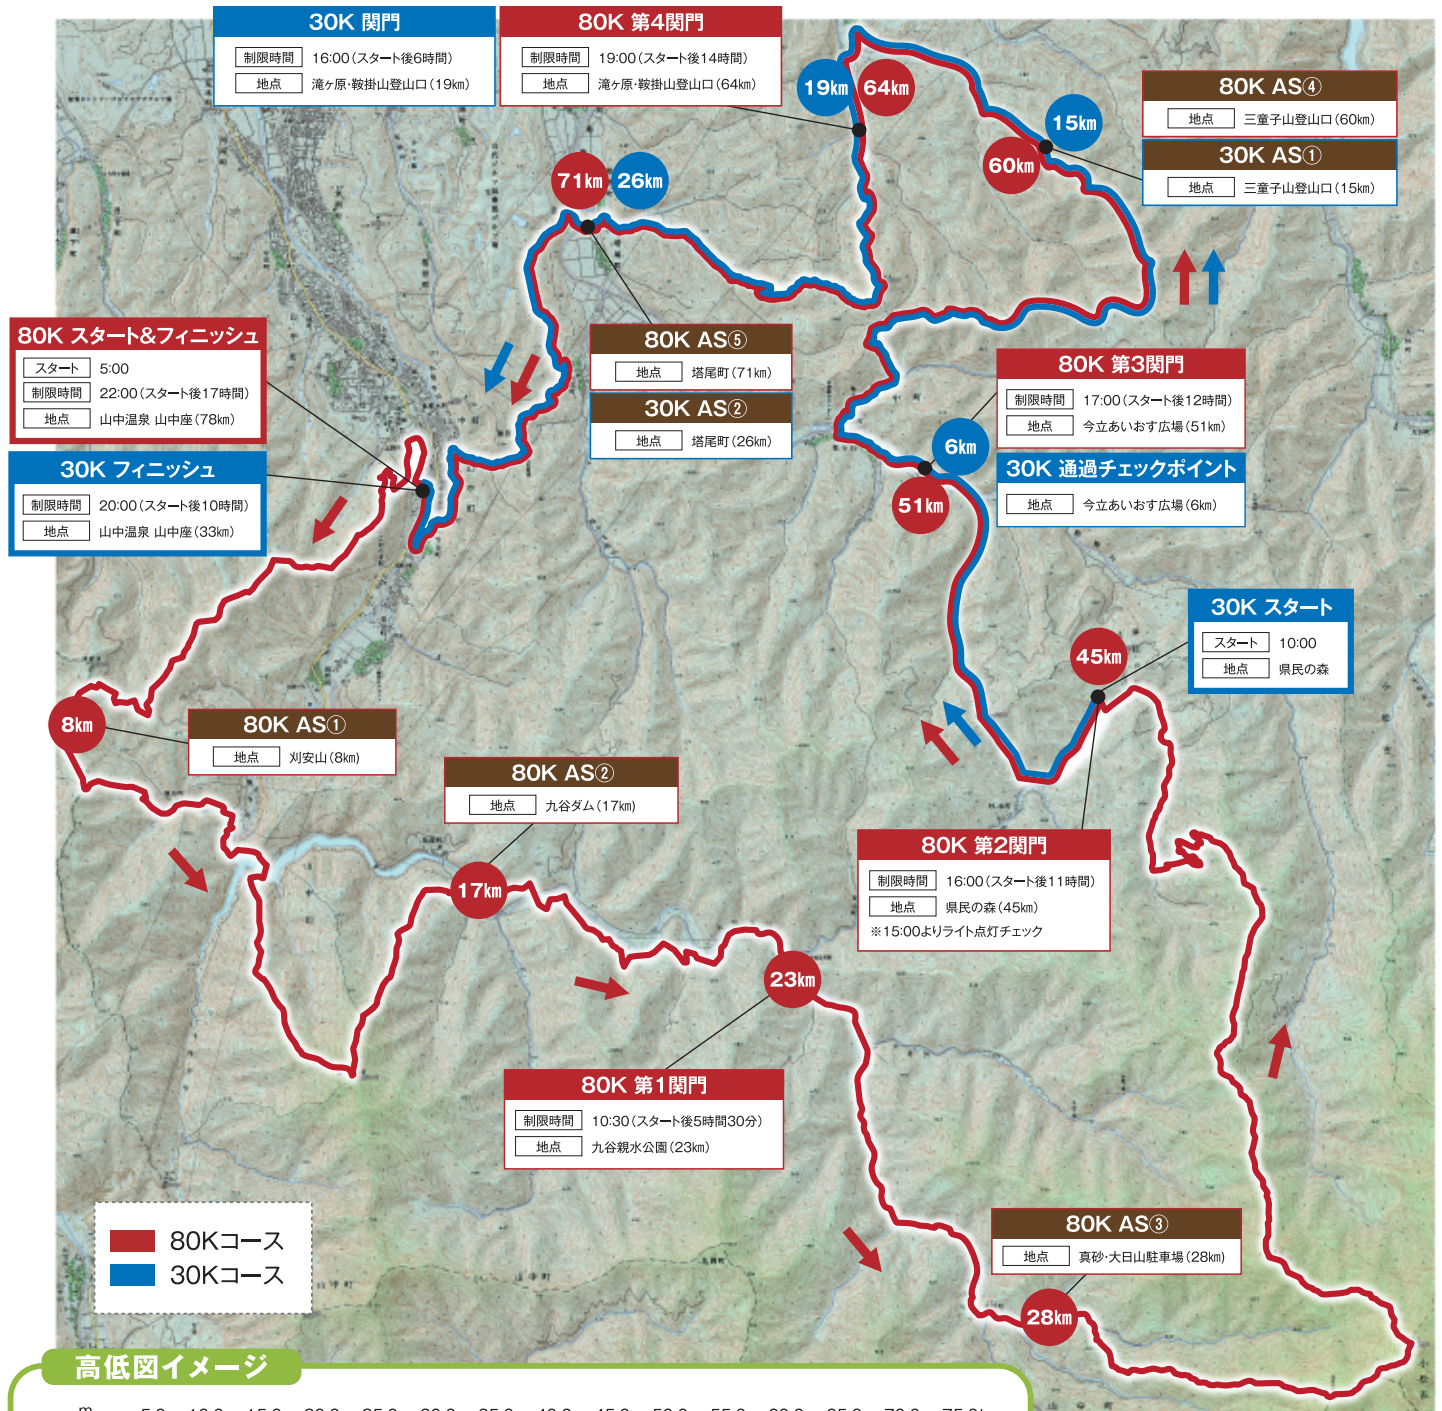 30K 関門
制限時間 16:00(スタート後6時間)
地点 滝ヶ原・鞍掛山登山口(19km)
80K 第4関門
制限時間 19:00(スタート後14時間)
地点 滝ヶ原・鞍掛山登山口(64km)
19km
64km
80K AS④
地点 三童子山登山口(60km)
30K AS①
地点 三童子山登山口(15km)
15km
60km
71km
26km
80K スタート&フィニッシュ
スタート 5:00
制限時間 22:00(スタート後17時間)
地点 山中温泉 山中座(78km)
30K フィニッシュ
制限時間 20:00(スタート後10時間)
地点 山中温泉 山中座(33km)
80K AS⑤
地点 塔尾町(71km)
30K AS②
地点 塔尾町(26km)
80K 第3関門
制限時間 17:00(スタート後12時間)
地点 今立あいおす広場(51km)
30K 通過チェックポイント
地点 今立あいおす広場(6km)
6km
51km
30K スタート
スタート 10:00
地点 県民の森
45km
8km
80K AS①
地点 刈安山(8km)
80K AS②
地点 九谷ダム(17km)
17km
80K 第2関門
制限時間 16:00(スタート後11時間)
地点 県民の森(45km)
※15:00よりライト点灯チェック
23km
80K 第1関門
制限時間 10:30(スタート後5時間30分)
地点 九谷親水公園(23km)
80K AS③
地点 真砂・大日山駐車場(28km)
28km
80Kコース
30Kコース
高低図イメージ